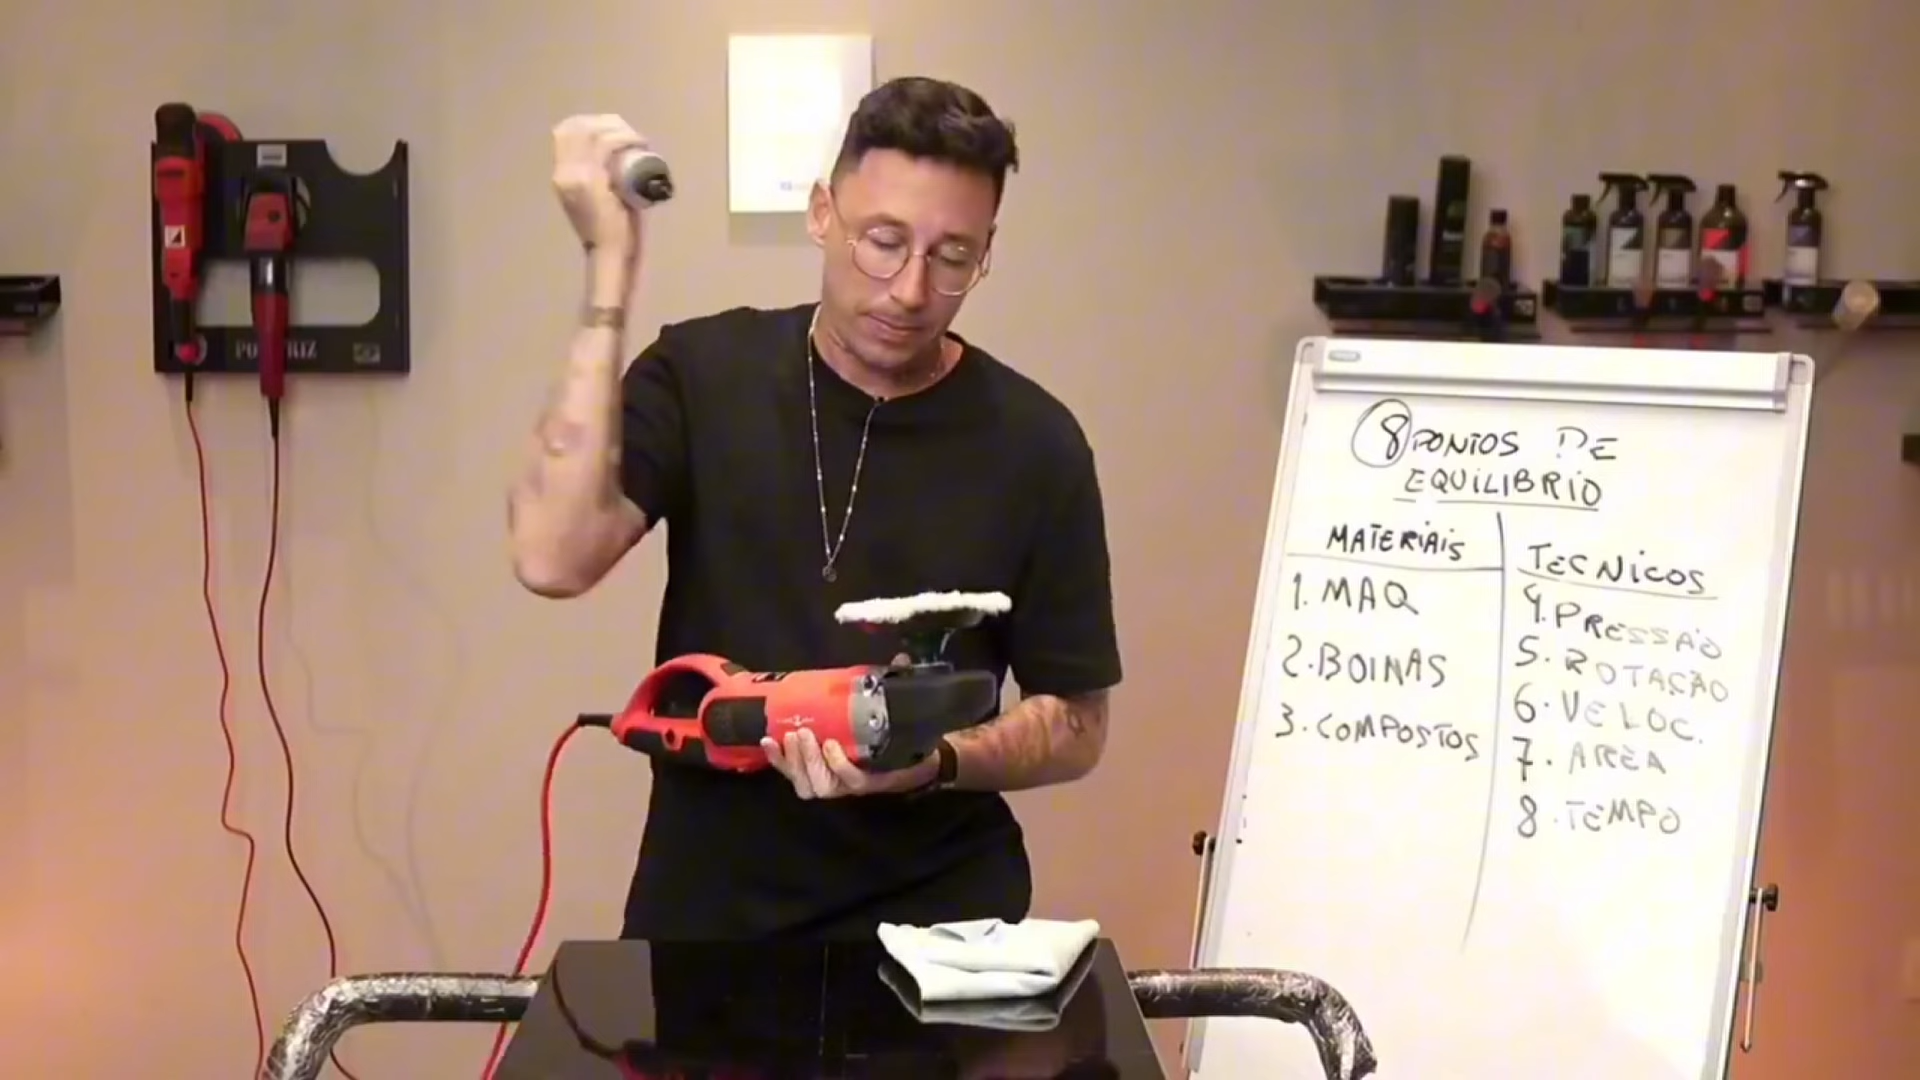 8 PONTOS DE
EQUILIBRIO
MATERIAIS
1. MAQ
2. BOINAS
3. COMPOSTOS
TECNICOS
4. PRESSÃO
5. ROTAÇÃO
6. VELOC.
7. AREA
8. TEMPO